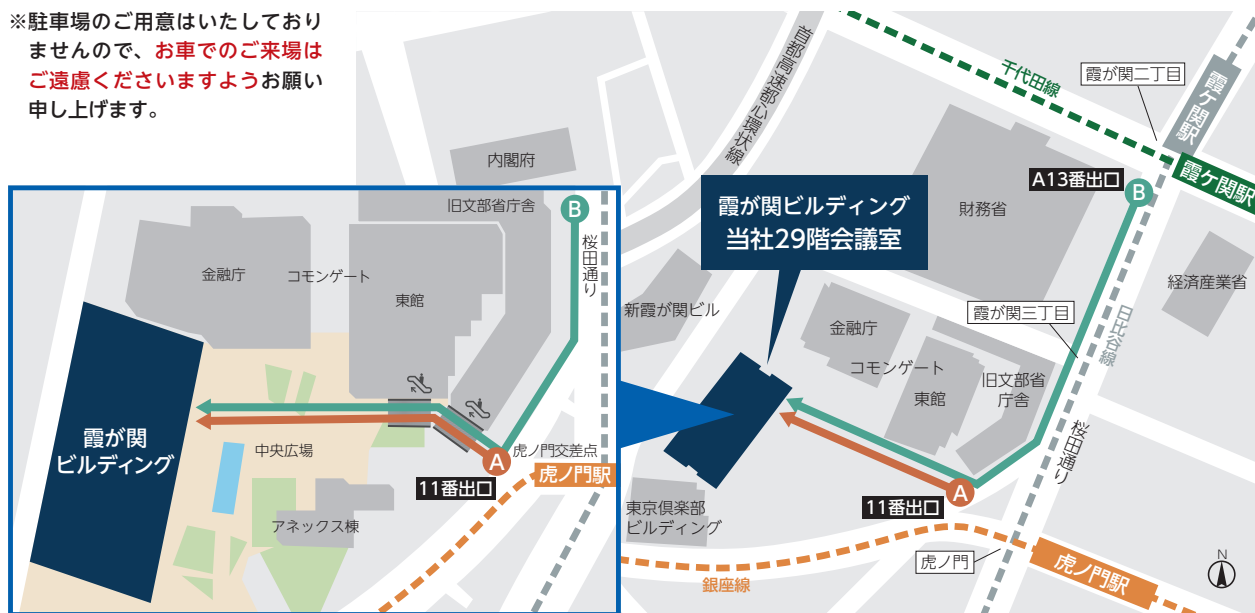 ※駐車場のご用意はいたしており
ませんので、お車でのご来場は
ご遠慮くださいますようお願い
申し上げます。
首都高速都心環状線
千代田線
霞が関二丁目
霞ケ関駅
霞ケ関駅
A13番出口
B
内閣府
旧文部省庁舎
B
桜田通り
金融庁
コモンゲート
東館
霞が関
ビルディング
中央広場
虎ノ門交差点
A
虎ノ門駅
11番出口
アネックス棟
霞が関ビルディング
当社29階会議室
財務省
経済産業省
新霞が関ビル
霞が関三丁目
日比谷線
金融庁
コモンゲート
東館
旧文部省
庁舎
桜田通り
A
11番出口
東京倶楽部
ビルディング
虎ノ門
虎ノ門駅
銀座線
N